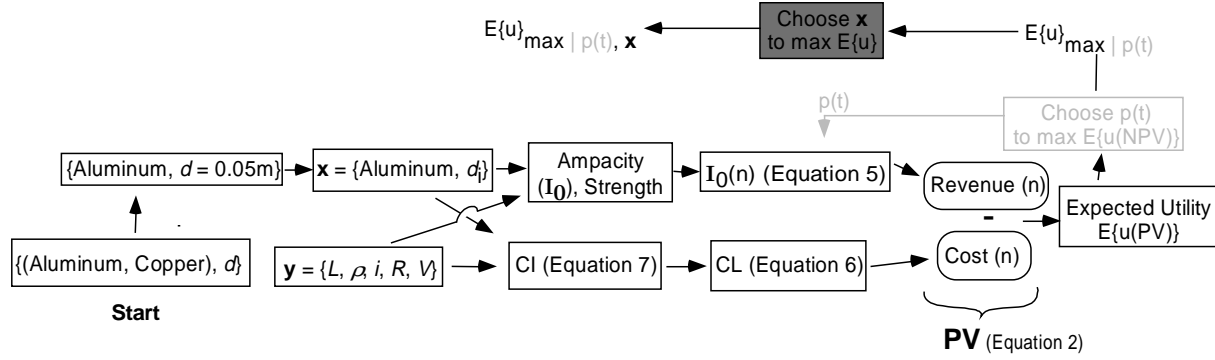 E{u}max | p(t), x
Choose x
to max E{u}
E{u}max | p(t)
p(t)
Choose p(t)
to max E{u(NPV)}
{Aluminum, d = 0.05m}
x = {Aluminum, di}
Ampacity
(I0), Strength
I0(n) (Equation 5)
Revenue (n)
-
Expected Utility
E{u(PV)}
{(Aluminum, Copper), d}
y = {L, ρ, i, R, V}
CI (Equation 7)
CL (Equation 6)
Cost (n)
Start
PV (Equation 2)